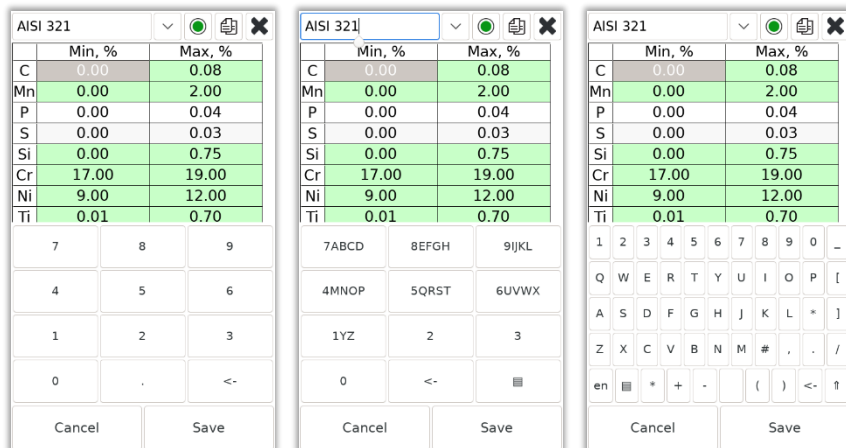 AISI 321
Min, % Max, %
C 0.00 0.08
Mn 0.00 2.00
P 0.00 0.04
S 0.00 0.03
Si 0.00 0.75
Cr 17.00 19.00
Ni 9.00 12.00
Ti 0.01 0.70
7 8 9
4 5 6
1 2 3
0 . <-
Cancel Save
AISI 321
Min, % Max, %
C 0.00 0.08
Mn 0.00 2.00
P 0.00 0.04
S 0.00 0.03
Si 0.00 0.75
Cr 17.00 19.00
Ni 9.00 12.00
Ti 0.01 0.70
7ABCD 8EFGH 9IJKL
4MNOP 5QRST 6UVWX
1YZ 2 3
0 <- ▤
Cancel Save
AISI 321
Min, % Max, %
C 0.00 0.08
Mn 0.00 2.00
P 0.00 0.04
S 0.00 0.03
Si 0.00 0.75
Cr 17.00 19.00
Ni 9.00 12.00
Ti 0.01 0.70
1 2 3 4 5 6 7 8 9 0 _
Q W E R T Y U I O P [
A S D F G H J K L * ]
Z X C V B N M # , . /
en ▤ * + - ( ) <- ⇑
Cancel Save